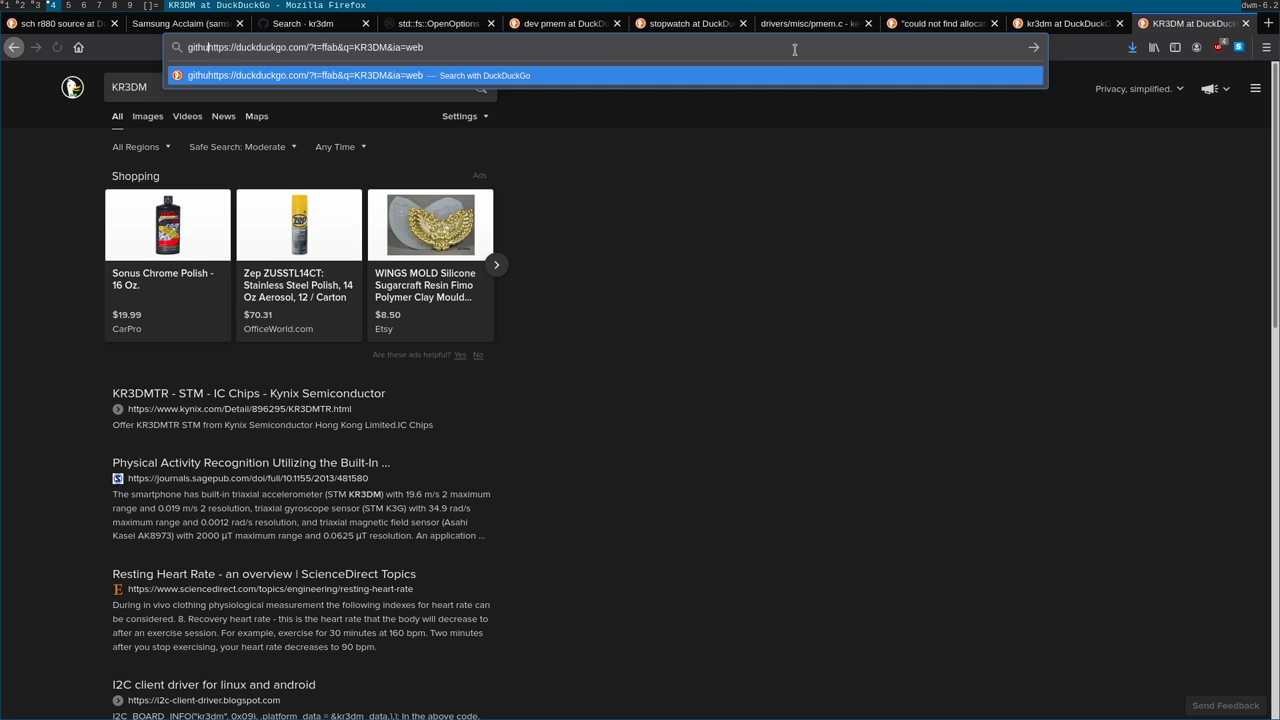 1 2 3 4 5 6 7 8 9 []= KR3DM at DuckDuckGo - Mozilla Firefox dwm-6.2
sch r880 source at D
Samsung Acclaim (sams
Search · kr3dm
std::fs::OpenOptions
dev pmem at DuckDu
stopwatch at DuckDu
drivers/misc/pmem.c - ke
"could not find alloca
kr3dm at DuckDuckG
KR3DM at DuckDuc
githuhttps://duckduckgo.com/?t=ffab&q=KR3DM&ia=web
4
githuhttps://duckduckgo.com/?t=ffab&q=KR3DM&ia=web — Search with DuckDuckGo
KR3DM
Privacy, simplified.
All Images Videos News Maps Settings
All Regions Safe Search: Moderate Any Time
Shopping Ads
ZEP
Sonus Chrome Polish -
16 Oz.
$19.99
CarPro
Zep ZUSSTL14CT:
Stainless Steel Polish, 14
Oz Aerosol, 12 / Carton
$70.31
OfficeWorld.com
WINGS MOLD Silicone
Sugarcraft Resin Fimo
Polymer Clay Mould...
$8.50
Etsy
Are these ads helpful? Yes No
KR3DMTR - STM - IC Chips - Kynix Semiconductor
https://www.kynix.com/Detail/896295/KR3DMTR.html
Offer KR3DMTR STM from Kynix Semiconductor Hong Kong Limited.IC Chips
Physical Activity Recognition Utilizing the Built-In ...
https://journals.sagepub.com/doi/full/10.1155/2013/481580
The smartphone has built-in triaxial accelerometer (STM KR3DM) with 19.6 m/s 2 maximum
range and 0.019 m/s 2 resolution, triaxial gyroscope sensor (STM K3G) with 34.9 rad/s
maximum range and 0.0012 rad/s resolution, and triaxial magnetic field sensor (Asahi
Kasei AK8973) with 2000 μT maximum range and 0.0625 μT resolution. An application ...
Resting Heart Rate - an overview | ScienceDirect Topics
https://www.sciencedirect.com/topics/engineering/resting-heart-rate
During in vivo clothing physiological measurement the following indexes for heart rate can
be considered. 8. Recovery heart rate - this is the heart rate that the body will decrease to
after an exercise session. For example, exercise for 30 minutes at 160 bpm. Two minutes
after you stop exercising, your heart rate decreases to 90 bpm.
I2C client driver for linux and android
https://i2c-client-driver.blogspot.com
I2C_BOARD_INFO("kr3dm", 0x09), .platform_data = &kr3dm_data,},}; In the above code,
Send Feedback